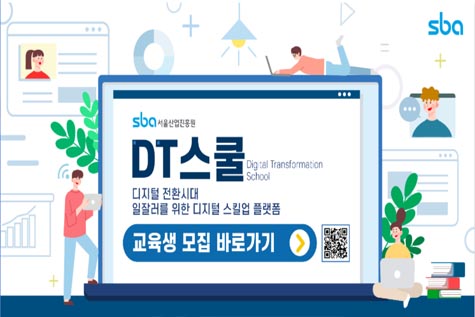 sba
sba 서울산업진흥원
DT스쿨 Digital Transformation School
디지털 전환시대
일잘러를 위한 디지털 스킬업 플랫폼
교육생 모집 바로가기